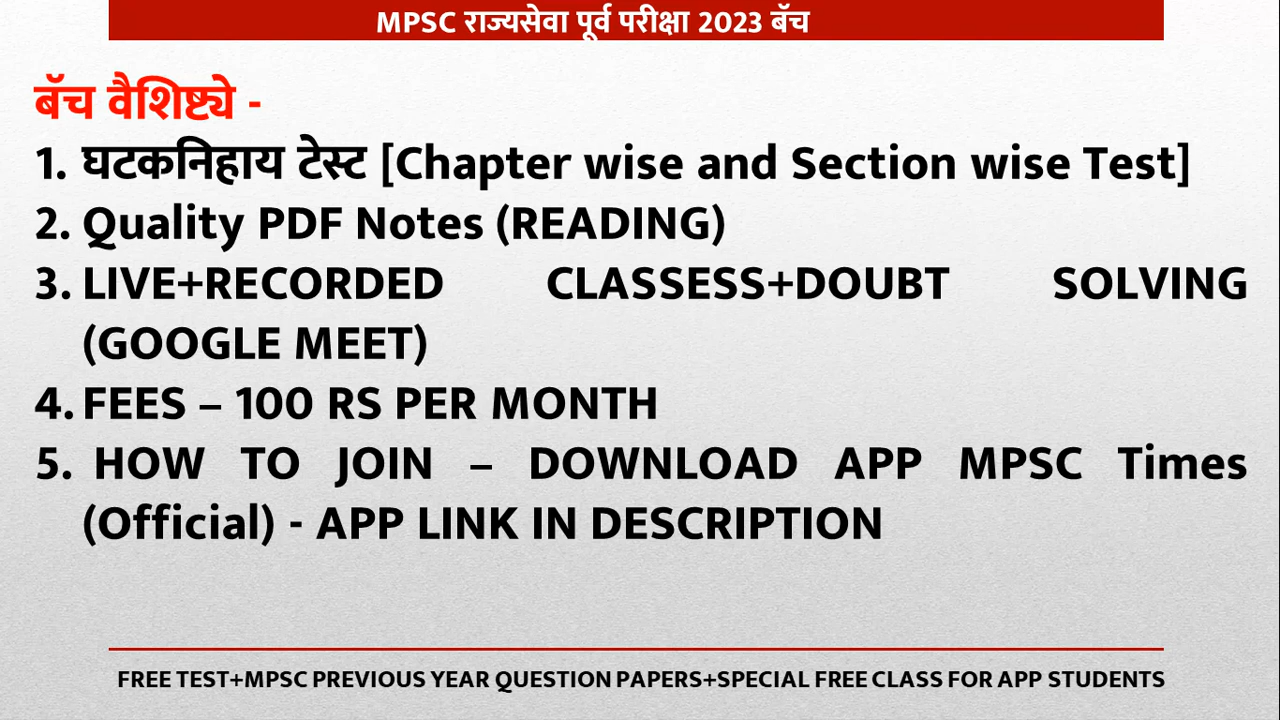 MPSC राज्यसेवा पूर्व परीक्षा 2023 बॅच
बॅच वैशिष्ट्ये -
1. घटकनिहाय टेस्ट [Chapter wise and Section wise Test]
2. Quality PDF Notes (READING)
3. LIVE+RECORDED CLASSESS+DOUBT SOLVING
(GOOGLE MEET)
4. FEES – 100 RS PER MONTH
5. HOW TO JOIN – DOWNLOAD APP MPSC Times
(Official) - APP LINK IN DESCRIPTION
FREE TEST+MPSC PREVIOUS YEAR QUESTION PAPERS+SPECIAL FREE CLASS FOR APP STUDENTS